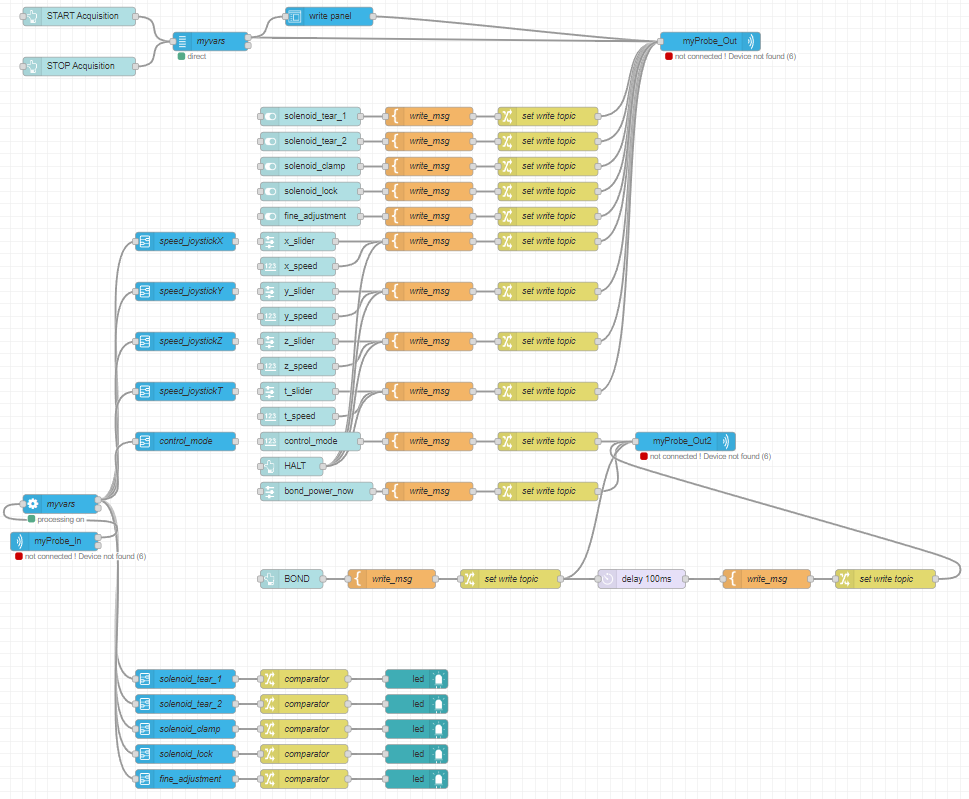 START Acquisition
write panel
myvars
direct
myProbe_Out
not connected ! Device not found (6)
STOP Acquisition
solenoid_tear_1 write_msg set write topic
solenoid_tear_2 write_msg set write topic
solenoid_clamp write_msg set write topic
solenoid_lock write_msg set write topic
fine_adjustment write_msg set write topic
speed_joystickX x_slider write_msg set write topic
123 x_speed
speed_joystickY y_slider write_msg set write topic
123 y_speed
speed_joystickZ z_slider write_msg set write topic
123 z_speed
speed_joystickT t_slider write_msg set write topic
123 t_speed
control_mode 123 control_mode write_msg set write topic
myProbe_Out2
not connected ! Device not found (6)
HALT
bond_power_now write_msg set write topic
myvars
processing on
myProbe_In
not connected ! Device not found (6)
BOND write_msg set write topic delay 100ms write_msg set write topic
solenoid_tear_1 comparator led
solenoid_tear_2 comparator led
solenoid_clamp comparator led
solenoid_lock comparator led
fine_adjustment comparator led